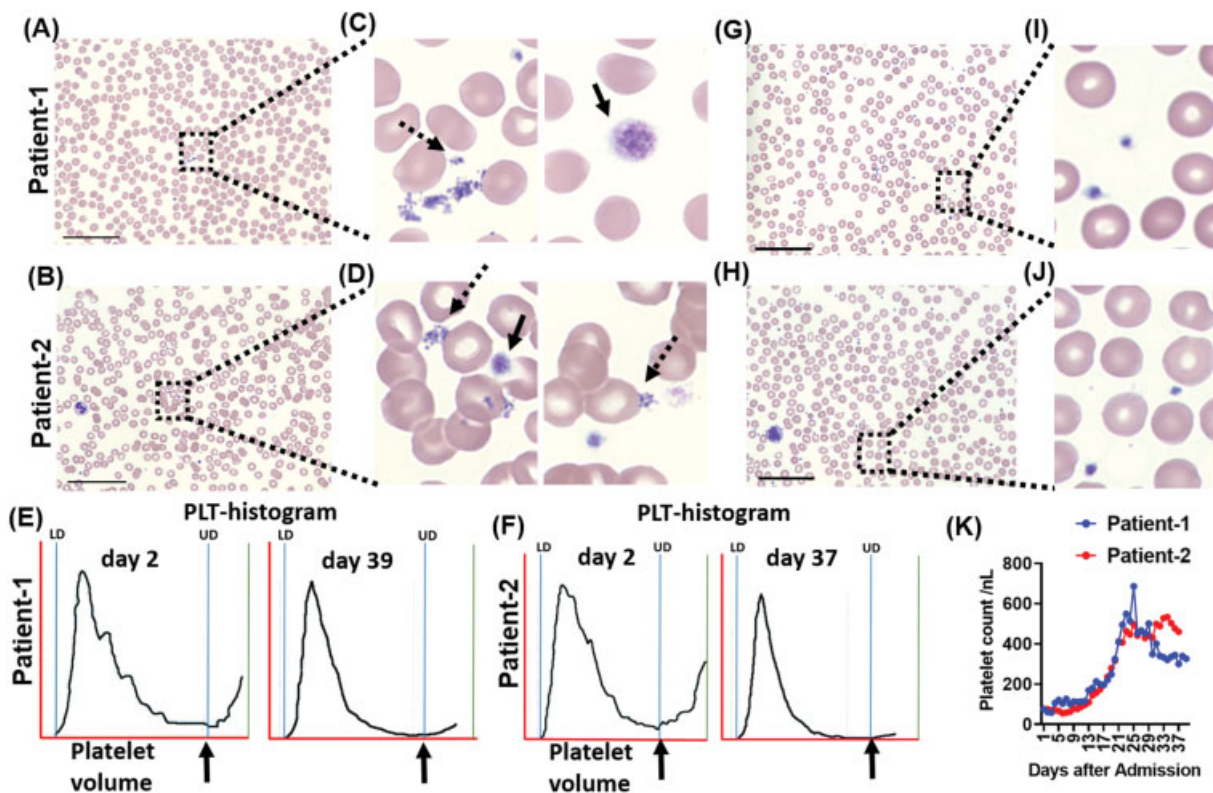 (A)
(C)
(G)
(I)
Patient-1
(B)
(D)
(H)
(J)
Patient-2
(E)
PLT-histogram
(F)
PLT-histogram
(K)
Patient-1
Patient-2
LD
UD
LD
UD
LD
UD
LD
UD
day 2
day 39
day 2
day 37
Patient-1
Patient-2
Platelet
volume
Platelet
volume
Platelet count /nL
800
600
400
200
0
1 5 9 13 17 21 25 29 33 37
Days after Admission